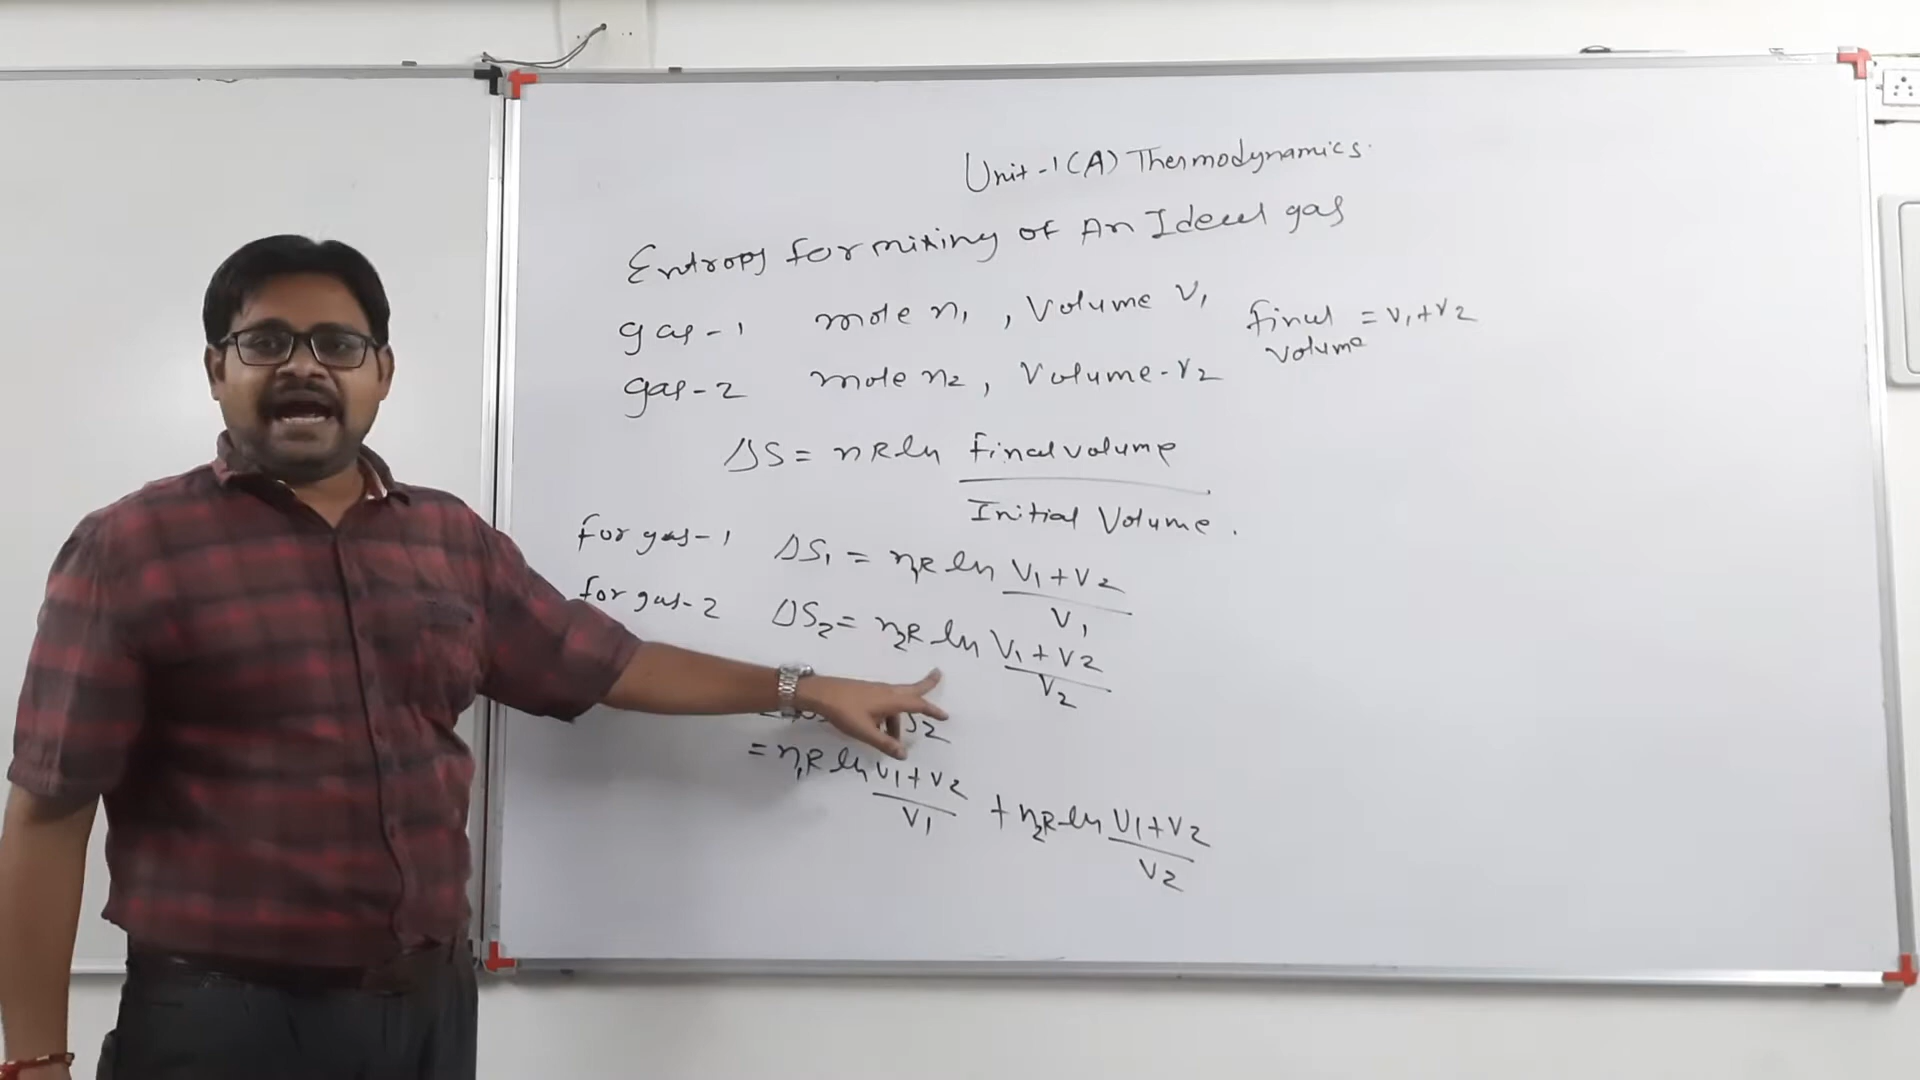 Unit-1(A) Thermodynamics.
Entropy for mixing of An Ideal gas
gas-1 mole n₁, Volume V₁
final volume = V₁+V₂
gas-2 mole n₂, Volume-V₂
ΔS = nR ln final volume / Initial Volume.
for gas-1 ΔS₁ = n₁R ln V₁+V₂ / V₁
for gas-2 ΔS₂ = n₂R ln V₁+V₂ / V₂
S₂
= n₁R ln V₁+V₂ / V₁ + n₂R ln V₁+V₂ / V₂